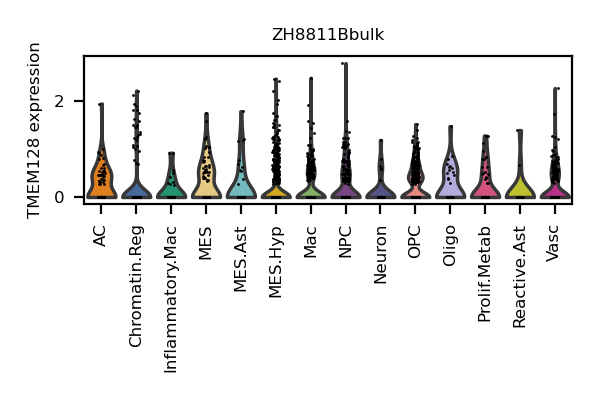 ZH8811Bbulk
TMEM128 expression
2
0
AC
Chromatin.Reg
Inflammatory.Mac
MES
MES.Ast
MES.Hyp
Mac
NPC
Neuron
OPC
Oligo
Prolif.Metab
Reactive.Ast
Vasc